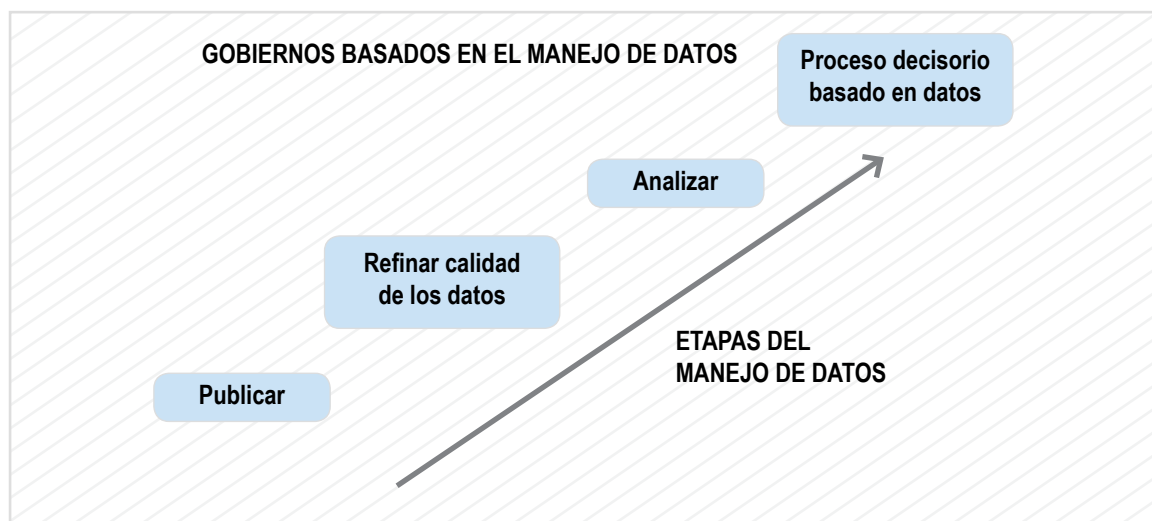 GOBIERNOS BASADOS EN EL MANEJO DE DATOS
Proceso decisorio
basado en datos
Analizar
Refinar calidad
de los datos
ETAPAS DEL
MANEJO DE DATOS
Publicar